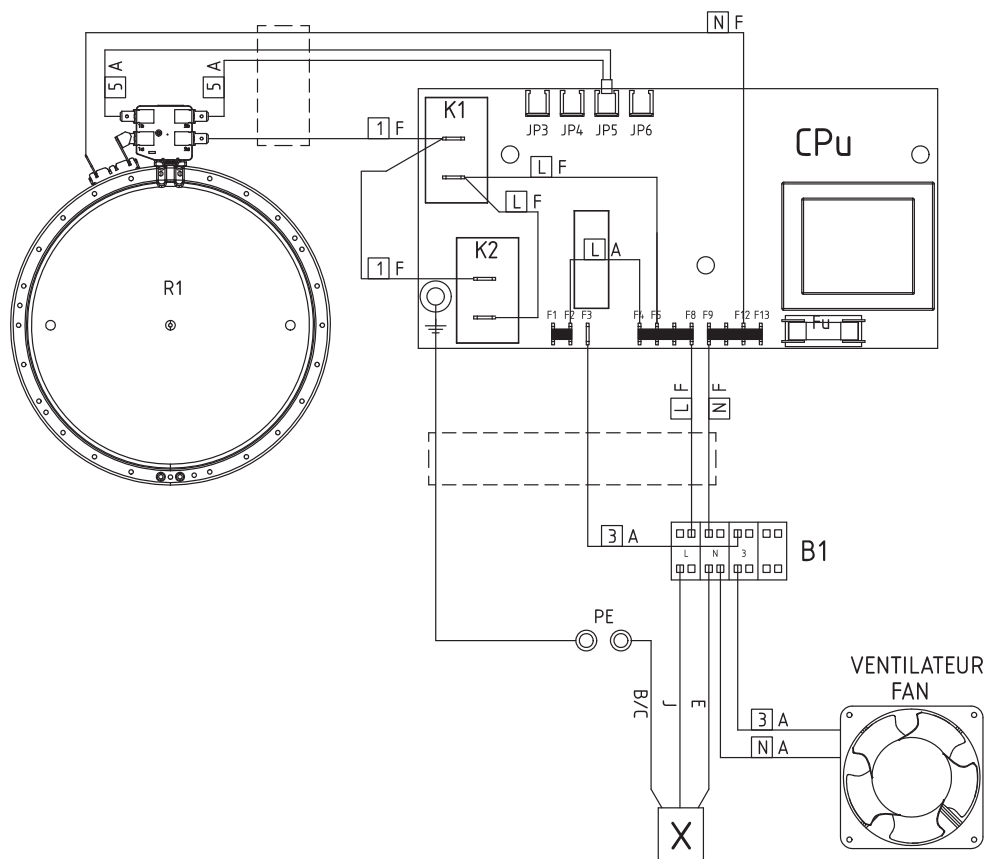 N F
5 A
5 A
K1
JP3 JP4 JP5 JP6
CPu
1 F
L F
L F
R1
K2
L A
1 F
F1 F2 F3 F4 F5 F8 F9 F12 F13
Fu
L F
N F
3 A
L N 3
B1
PE
B/C
J
E
VENTILATEUR
FAN
3 A
N A
X